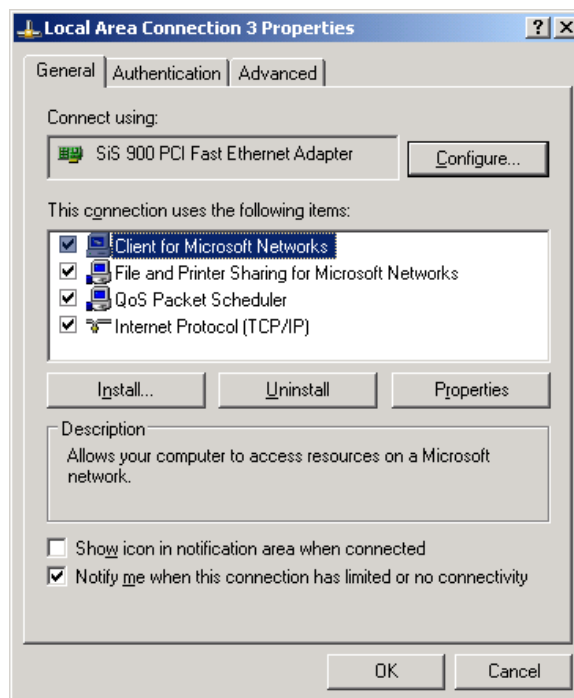 Local Area Connection 3 Properties
General Authentication Advanced
Connect using:
SiS 900 PCI Fast Ethernet Adapter Configure...
This connection uses the following items:
Client for Microsoft Networks
File and Printer Sharing for Microsoft Networks
QoS Packet Scheduler
Internet Protocol (TCP/IP)
Install... Uninstall Properties
Description
Allows your computer to access resources on a Microsoft
network.
Show icon in notification area when connected
Notify me when this connection has limited or no connectivity
OK Cancel